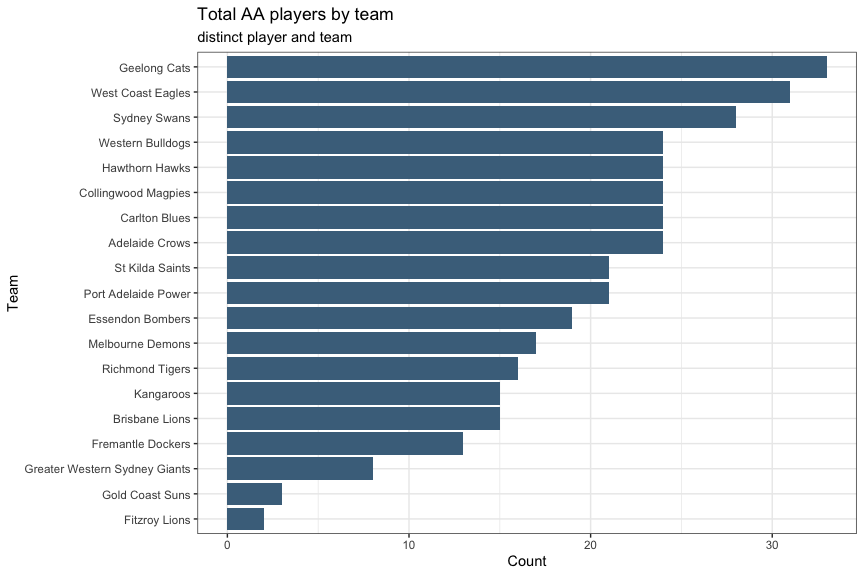 Total AA players by team
distinct player and team
Geelong Cats
West Coast Eagles
Sydney Swans
Western Bulldogs
Hawthorn Hawks
Collingwood Magpies
Carlton Blues
Adelaide Crows
St Kilda Saints
Port Adelaide Power
Essendon Bombers
Melbourne Demons
Richmond Tigers
Kangaroos
Brisbane Lions
Fremantle Dockers
Greater Western Sydney Giants
Gold Coast Suns
Fitzroy Lions
Team
0 10 20 30
Count